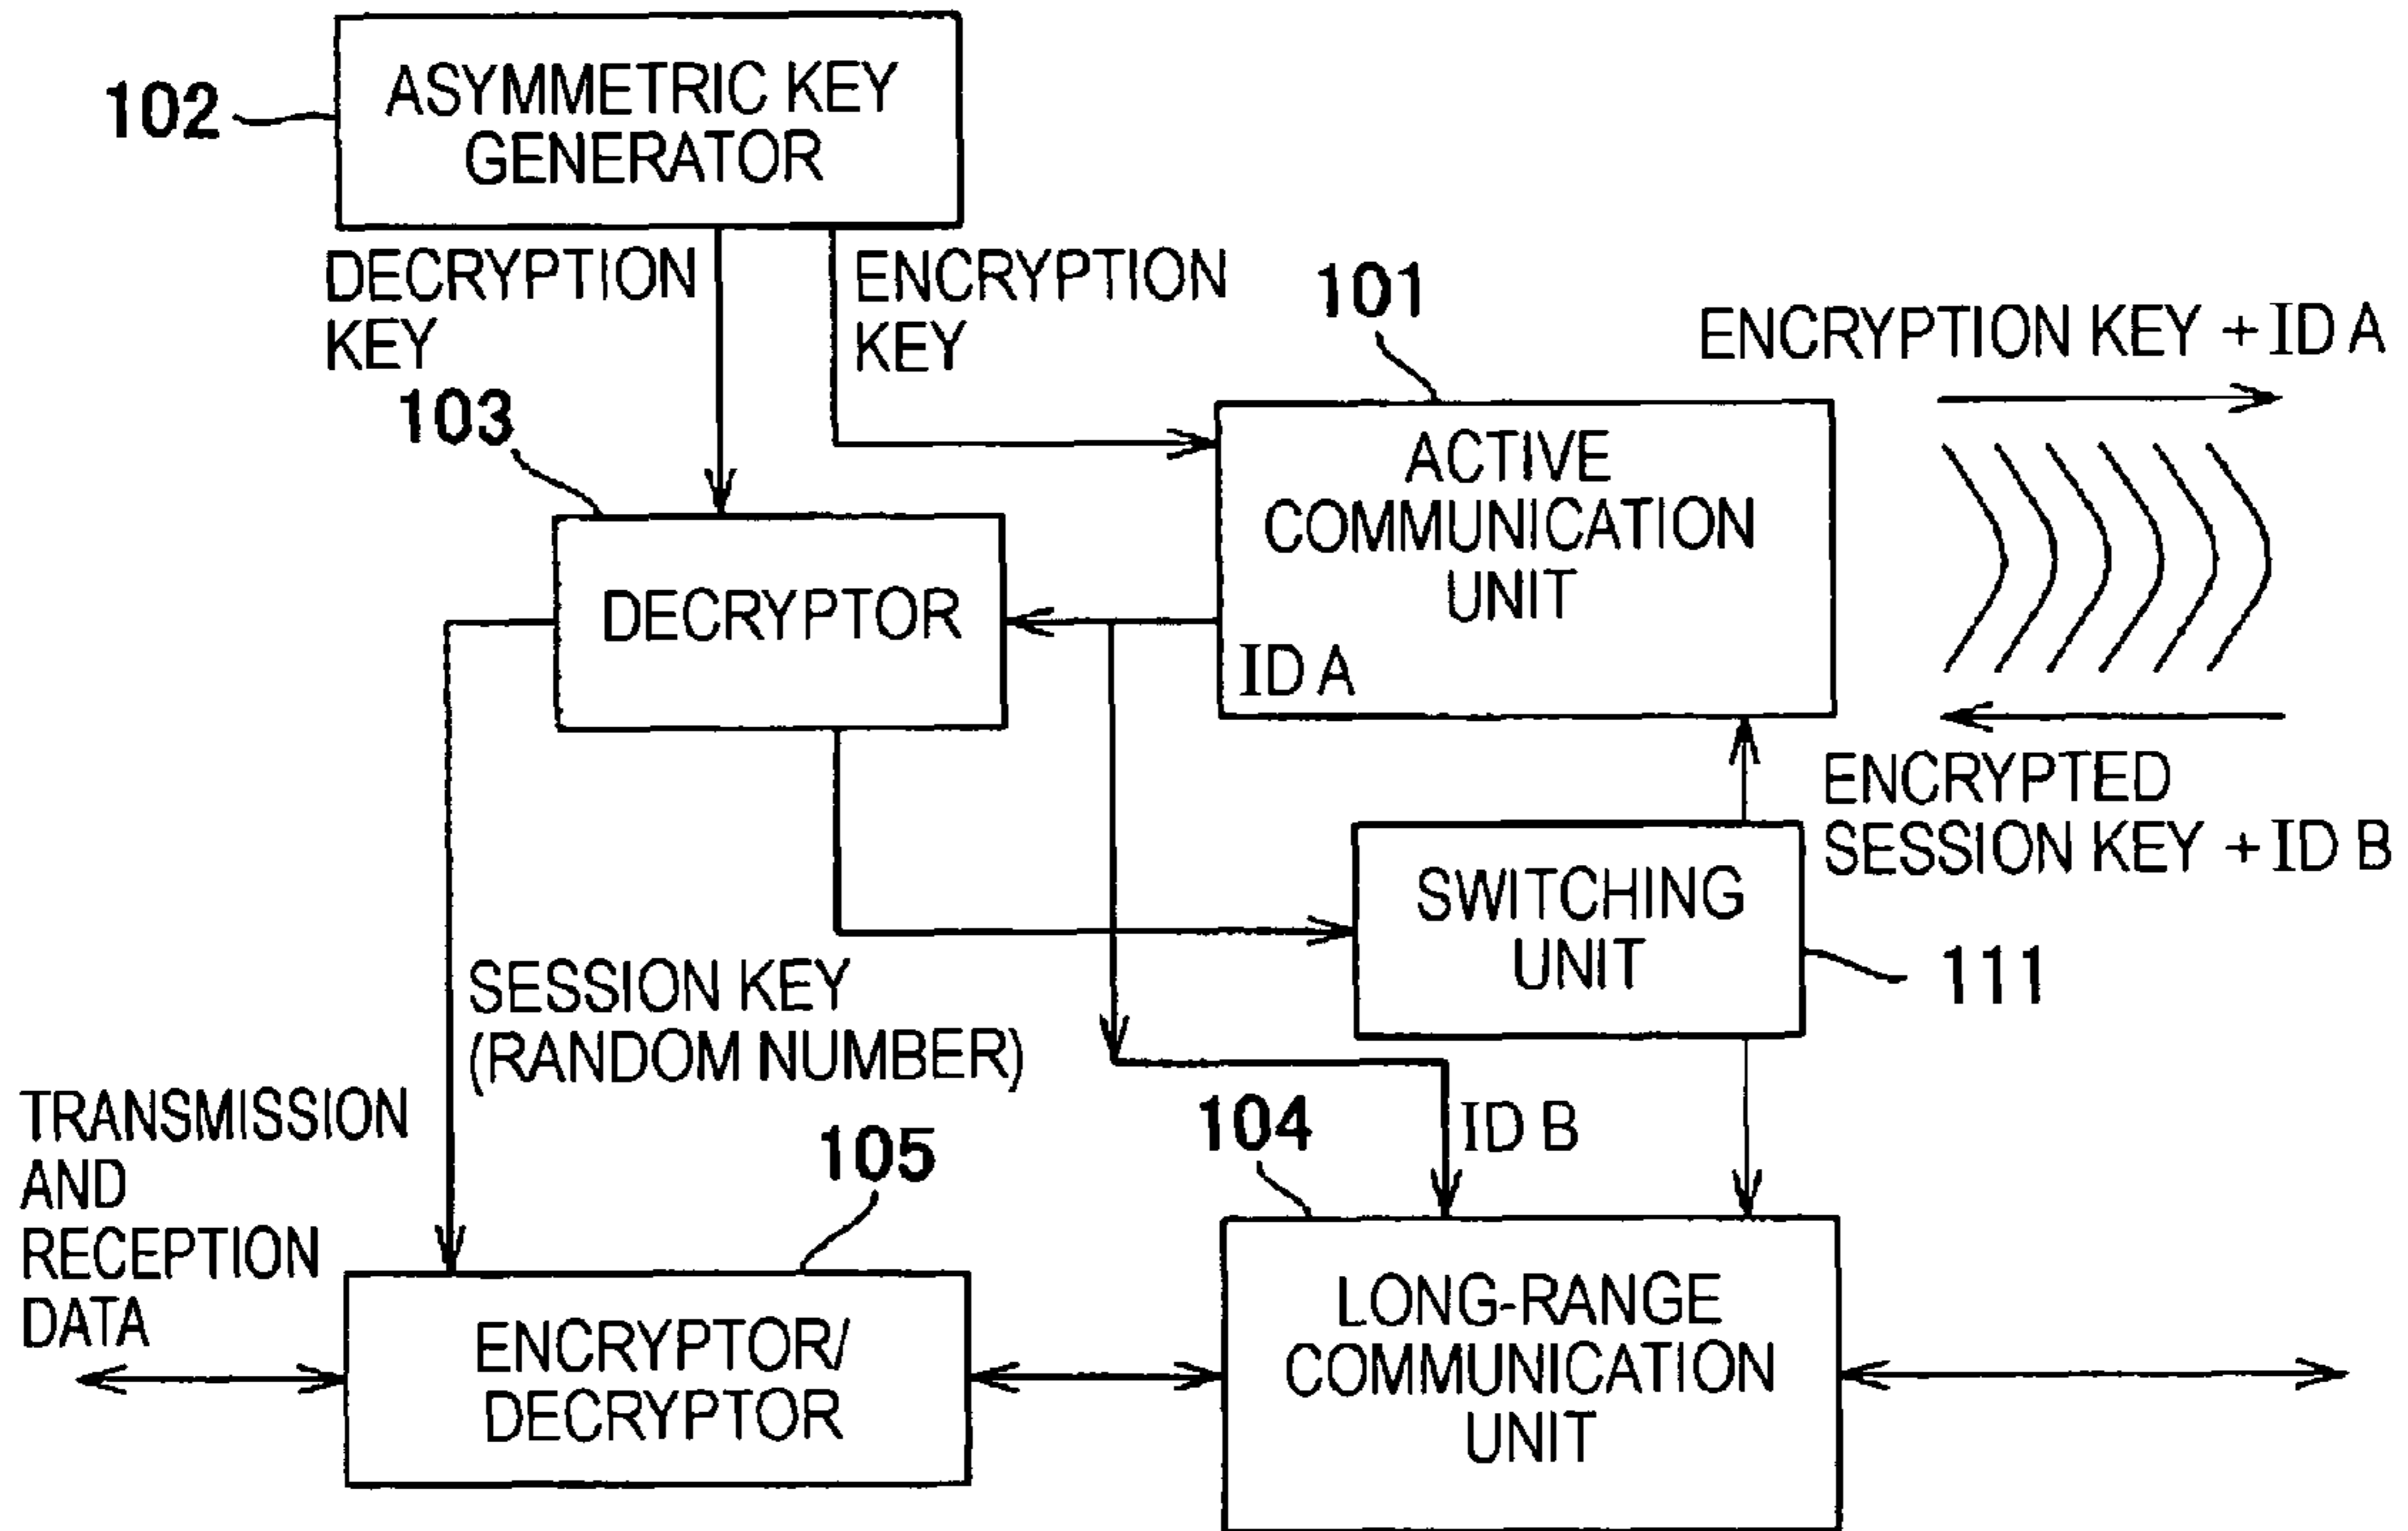 102
ASYMMETRIC KEY
GENERATOR
DECRYPTION
KEY
ENCRYPTION
KEY
101
ENCRYPTION KEY + ID A
103
ACTIVE
COMMUNICATION
UNIT
ID A
DECRYPTOR
ENCRYPTED
SESSION KEY + ID B
SWITCHING
UNIT
111
SESSION KEY
(RANDOM NUMBER)
TRANSMISSION
AND
RECEPTION
DATA
105
104
ID B
ENCRYPTOR/
DECRYPTOR
LONG-RANGE
COMMUNICATION
UNIT